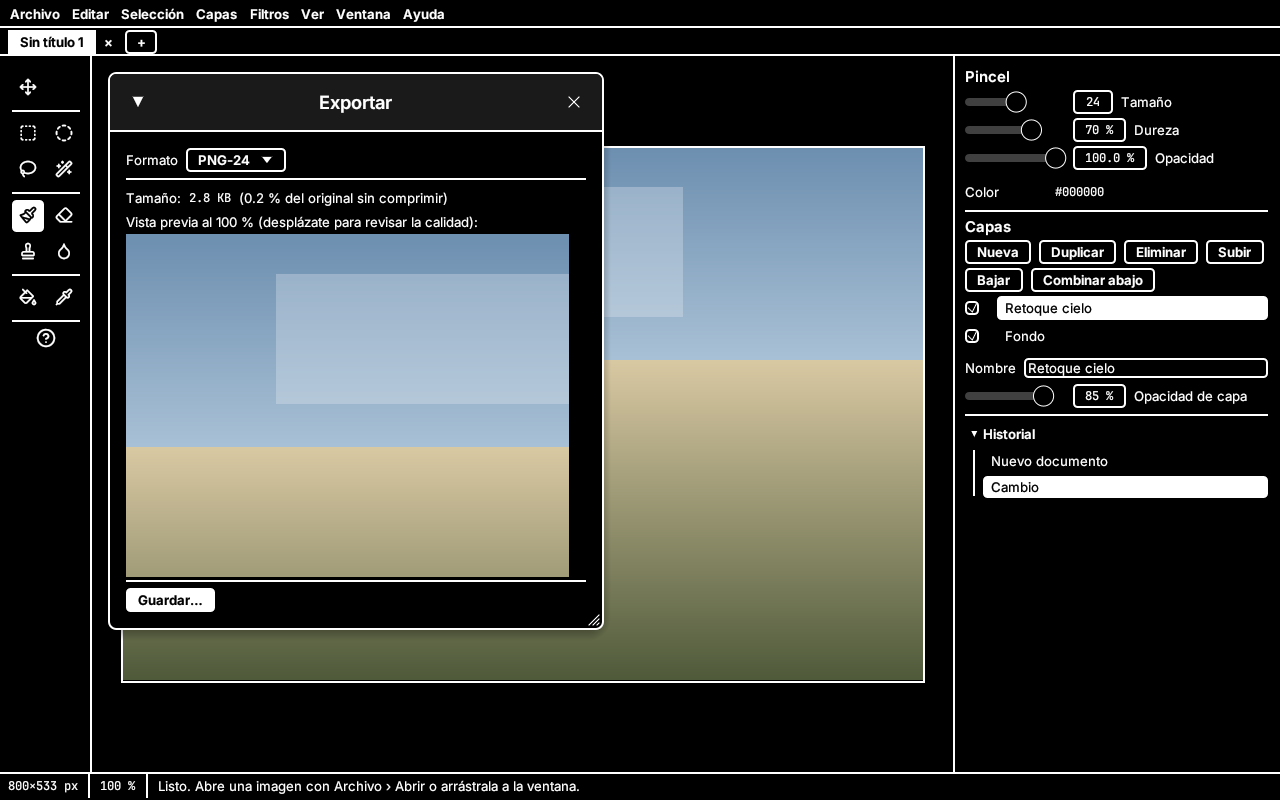 Archivo Editar Selección Capas Filtros Ver Ventana Ayuda
Sin título 1 × +
▼ Exportar
Formato PNG-24
Tamaño: 2.8 KB (0.2 % del original sin comprimir)
Vista previa al 100 % (desplázate para revisar la calidad):
Guardar...
Pincel
24 Tamaño
70 % Dureza
100.0 % Opacidad
Color #000000
Capas
Nueva Duplicar Eliminar Subir
Bajar Combinar abajo
Retoque cielo
Fondo
Nombre Retoque cielo
85 % Opacidad de capa
▼ Historial
Nuevo documento
Cambio
800×533 px 100 % Listo. Abre una imagen con Archivo › Abrir o arrástrala a la ventana.